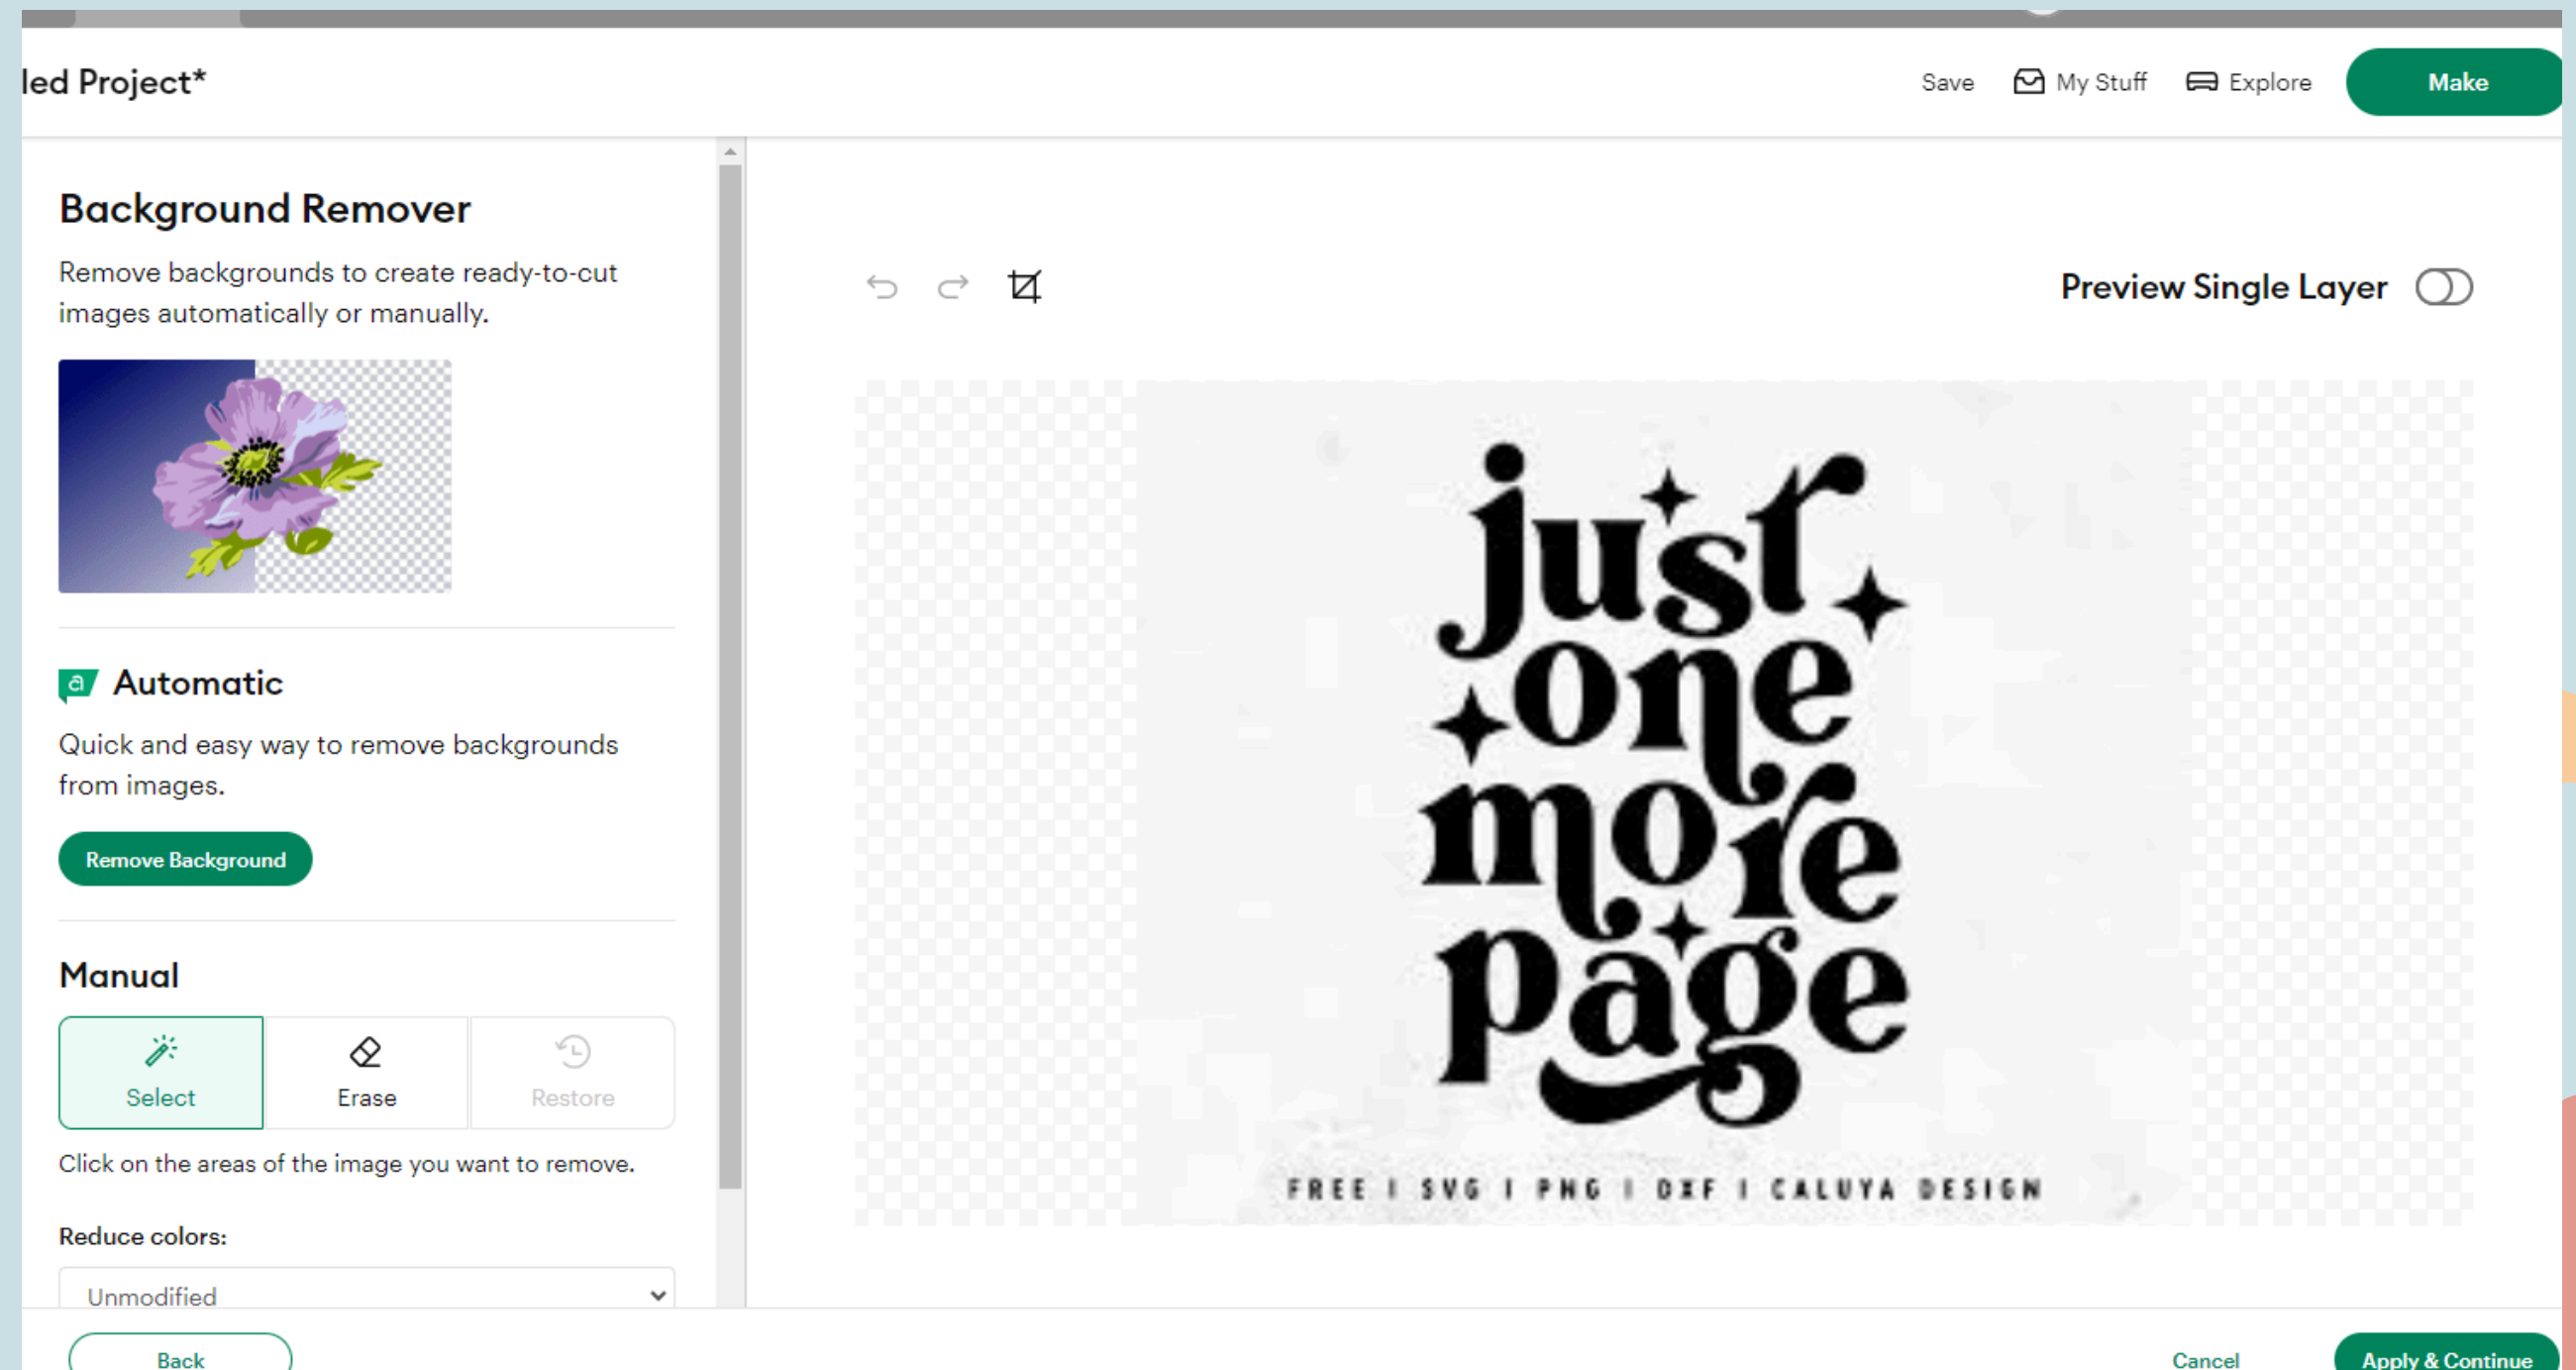 led Project*
Save
My Stuff
Explore
Make
Background Remover
Remove backgrounds to create ready-to-cut
images automatically or manually.
a Automatic
Quick and easy way to remove backgrounds
from images.
Remove Background
Manual
Select
Erase
Restore
Click on the areas of the image you want to remove.
Reduce colors:
Unmodified
Back
Preview Single Layer
just
one
more
page
FREE | SVG | PNG | DXF | CALUYA DESIGN
Cancel
Apply & Continue